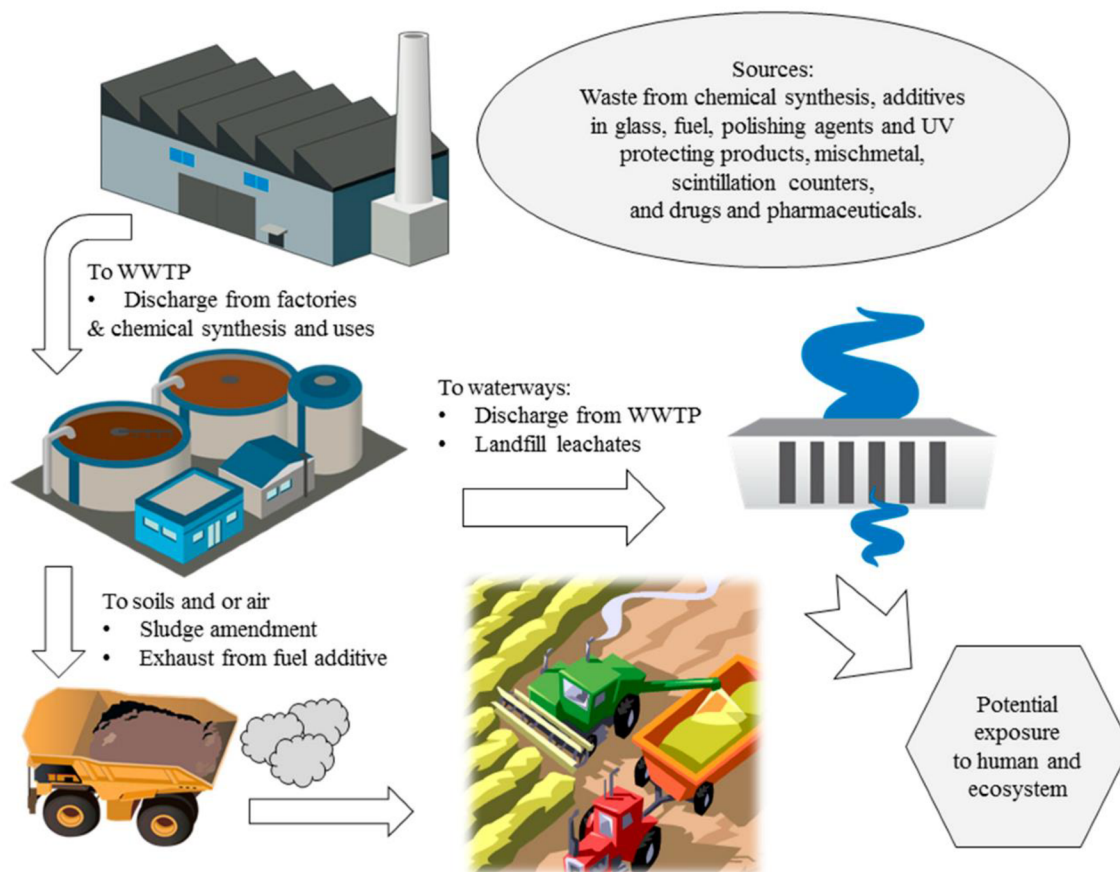 Sources:
Waste from chemical synthesis, additives
in glass, fuel, polishing agents and UV
protecting products, mischmetal,
scintillation counters,
and drugs and pharmaceuticals.
To WWTP
• Discharge from factories
& chemical synthesis and uses
To waterways:
• Discharge from WWTP
• Landfill leachates
To soils and or air
• Sludge amendment
• Exhaust from fuel additive
Potential
exposure
to human and
ecosystem